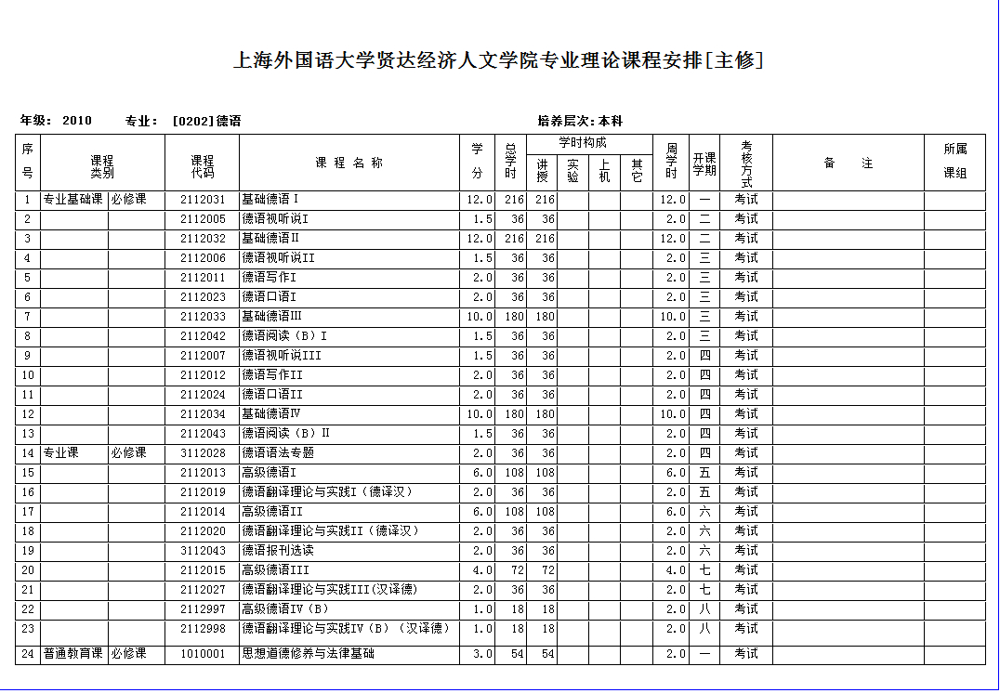 上海外国语大学贤达经济人文学院专业理论课程安排[主修]
年级： 2010 专业： [0202]德语 培养层次:本科
序号 课程类别 课程代码 课 程 名 称 学分 总学时 学时构成 讲授 实验 上机 其它 周学时 开课学期 考核方式 备 注 所属课组
1 专业基础课 必修课 2112031 基础德语Ⅰ 12.0 216 216 12.0 一 考试
2 2112005 德语视听说I 1.5 36 36 2.0 二 考试
3 2112032 基础德语Ⅱ 12.0 216 216 12.0 二 考试
4 2112006 德语视听说II 1.5 36 36 2.0 三 考试
5 2112011 德语写作I 2.0 36 36 2.0 三 考试
6 2112023 德语口语I 2.0 36 36 2.0 三 考试
7 2112033 基础德语Ⅲ 10.0 180 180 10.0 三 考试
8 2112042 德语阅读（B）I 1.5 36 36 2.0 三 考试
9 2112007 德语视听说III 1.5 36 36 2.0 四 考试
10 2112012 德语写作II 2.0 36 36 2.0 四 考试
11 2112024 德语口语II 2.0 36 36 2.0 四 考试
12 2112034 基础德语Ⅳ 10.0 180 180 10.0 四 考试
13 2112043 德语阅读（B）Ⅱ 1.5 36 36 2.0 四 考试
14 专业课 必修课 3112028 德语语法专题 2.0 36 36 2.0 四 考试
15 2112013 高级德语I 6.0 108 108 6.0 五 考试
16 2112019 德语翻译理论与实践I（德译汉） 2.0 36 36 2.0 五 考试
17 2112014 高级德语II 6.0 108 108 6.0 六 考试
18 2112020 德语翻译理论与实践II（德译汉） 2.0 36 36 2.0 六 考试
19 3112043 德语报刊选读 2.0 36 36 2.0 六 考试
20 2112015 高级德语III 4.0 72 72 4.0 七 考试
21 2112027 德语翻译理论与实践III(汉译德) 2.0 36 36 2.0 七 考试
22 2112997 高级德语IV（B） 1.0 18 18 2.0 八 考试
23 2112998 德语翻译理论与实践IV（B）（汉译德） 1.0 18 18 2.0 八 考试
24 普通教育课 必修课 1010001 思想道德修养与法律基础 3.0 54 54 2.0 一 考试